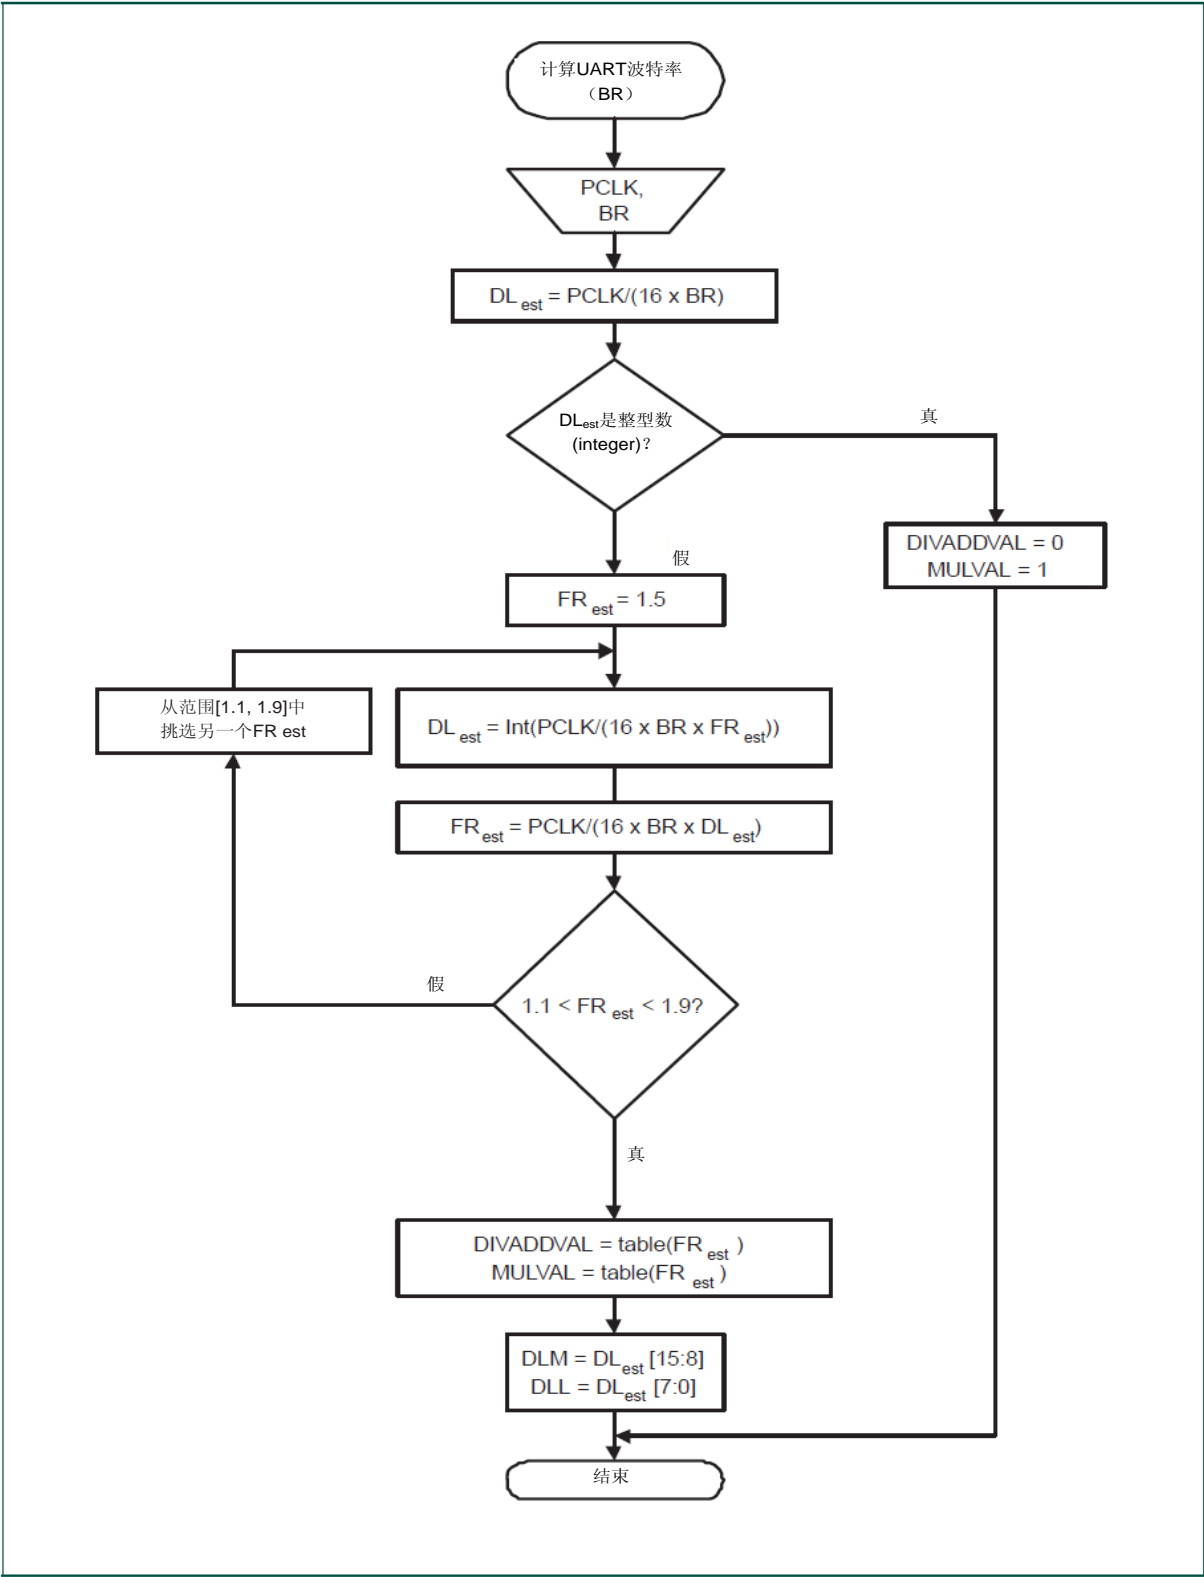 计算UART波特率
（BR）
PCLK,
BR
DL est = PCLK/(16 x BR)
DLest是整型数
(integer)？
真
DIVADDVAL = 0
MULVAL = 1
假
FR est = 1.5
从范围[1.1, 1.9]中
挑选另一个FR est
DL est = Int(PCLK/(16 x BR x FR est))
FR est = PCLK/(16 x BR x DL est)
假
1.1 < FR est < 1.9?
真
DIVADDVAL = table(FR est )
MULVAL = table(FR est )
DLM = DL est [15:8]
DLL = DL est [7:0]
结束